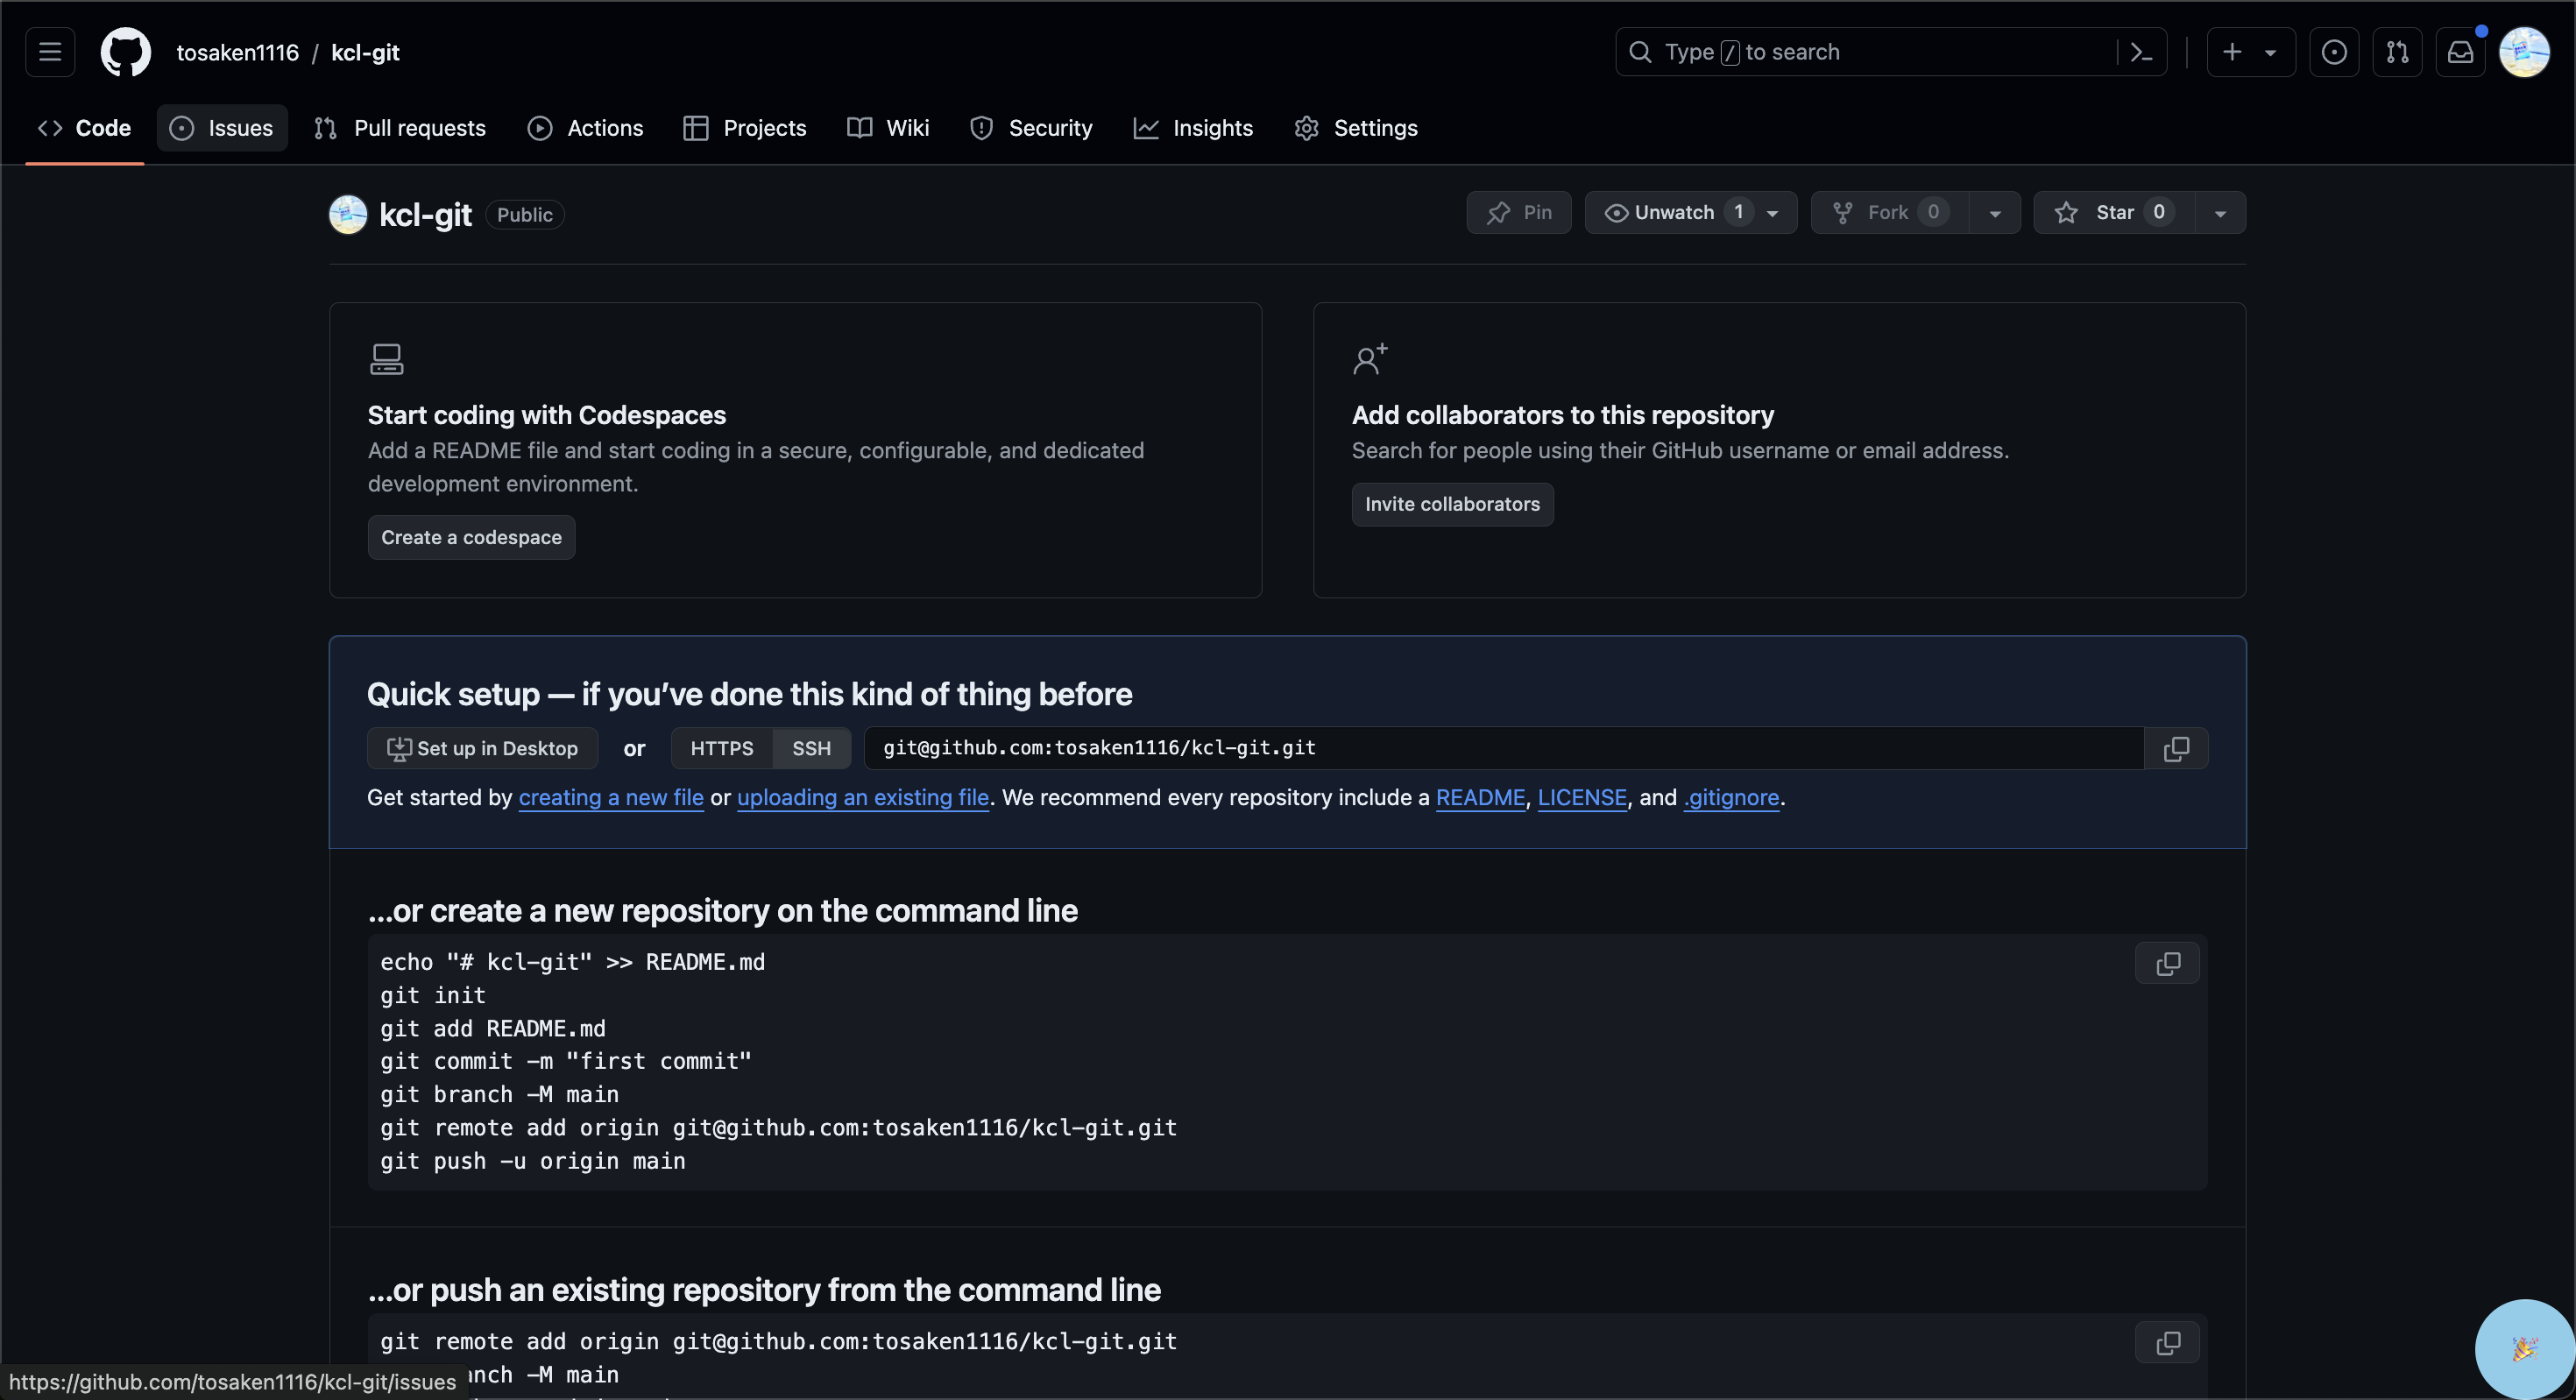 tosaken1116 / kcl-git
Type / to search
Code
Issues
Pull requests
Actions
Projects
Wiki
Security
Insights
Settings
kcl-git Public
Pin
Unwatch 1
Fork 0
Star 0
Start coding with Codespaces
Add a README file and start coding in a secure, configurable, and dedicated
development environment.
Create a codespace
Add collaborators to this repository
Search for people using their GitHub username or email address.
Invite collaborators
Quick setup — if you’ve done this kind of thing before
Set up in Desktop or HTTPS SSH git@github.com:tosaken1116/kcl-git.git
Get started by creating a new file or uploading an existing file. We recommend every repository include a README, LICENSE, and .gitignore.
…or create a new repository on the command line
echo "# kcl-git" >> README.md
git init
git add README.md
git commit -m "first commit"
git branch -M main
git remote add origin git@github.com:tosaken1116/kcl-git.git
git push -u origin main
…or push an existing repository from the command line
git remote add origin git@github.com:tosaken1116/kcl-git.git
nch -M main
https://github.com/tosaken1116/kcl-git/issues